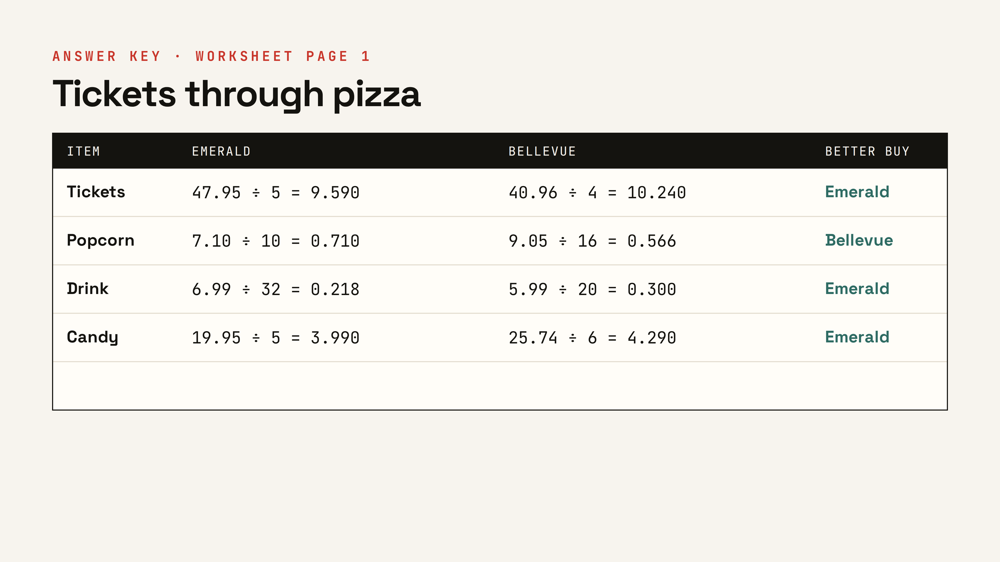 ANSWER KEY · WORKSHEET PAGE 1
Tickets through pizza
ITEM EMERALD BELLEVUE BETTER BUY
Tickets 47.95 ÷ 5 = 9.590 40.96 ÷ 4 = 10.240 Emerald
Popcorn 7.10 ÷ 10 = 0.710 9.05 ÷ 16 = 0.566 Bellevue
Drink 6.99 ÷ 32 = 0.218 5.99 ÷ 20 = 0.300 Emerald
Candy 19.95 ÷ 5 = 3.990 25.74 ÷ 6 = 4.290 Emerald